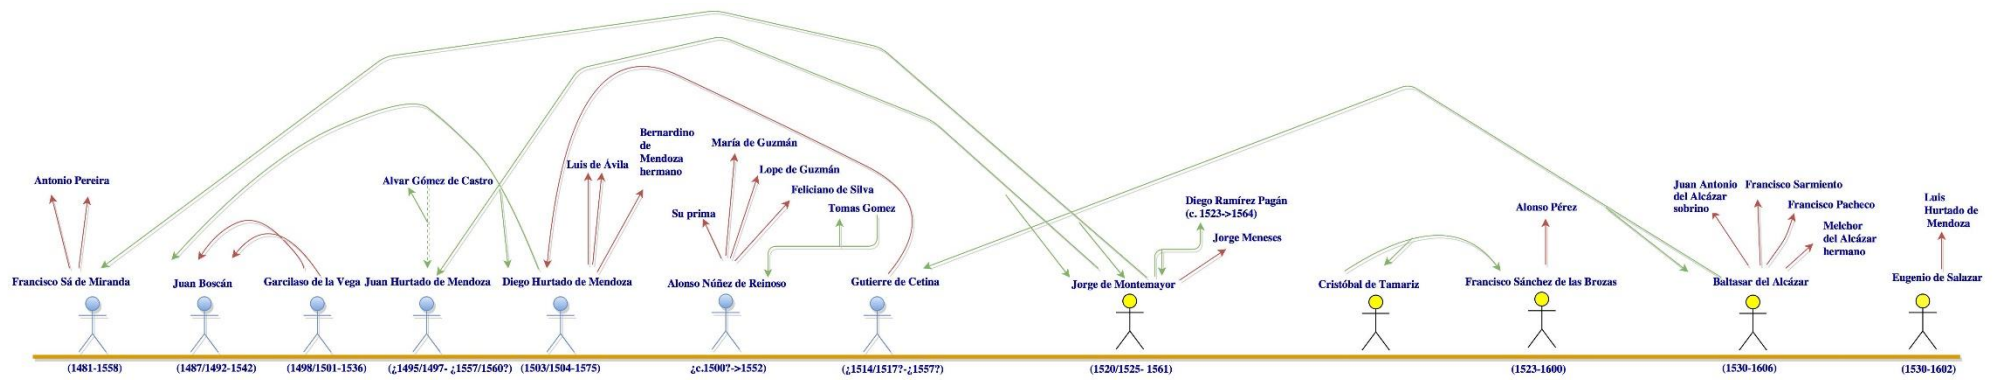 Antonio Pereira
Alvar Gómez de Castro
Luis de Ávila
Bernardino
de
Mendoza
hermano
María de Guzmán
Lope de Guzmán
Feliciano de Silva
Su prima
Tomas Gomez
Diego Ramírez Pagán
(c. 1523->1564)
Jorge Meneses
Alonso Pérez
Juan Antonio
del Alcázar
sobrino
Francisco Sarmiento
Francisco Pacheco
Melchor
del Alcázar
hermano
Luis
Hurtado de
Mendoza
Francisco Sá de Miranda
Juan Boscán
Garcilaso de la Vega
Juan Hurtado de Mendoza
Diego Hurtado de Mendoza
Alonso Núñez de Reinoso
Gutierre de Cetina
Jorge de Montemayor
Cristóbal de Tamariz
Francisco Sánchez de las Brozas
Baltasar del Alcázar
Eugenio de Salazar
(1481-1558)
(1487/1492-1542)
(1498/1501-1536)
(¿1495/1497- ¿1557/1560?)
(1503/1504-1575)
¿c.1500?->1552)
(¿1514/1517?-¿1557?)
(1520/1525- 1561)
(1523-1600)
(1530-1606)
(1530-1602)